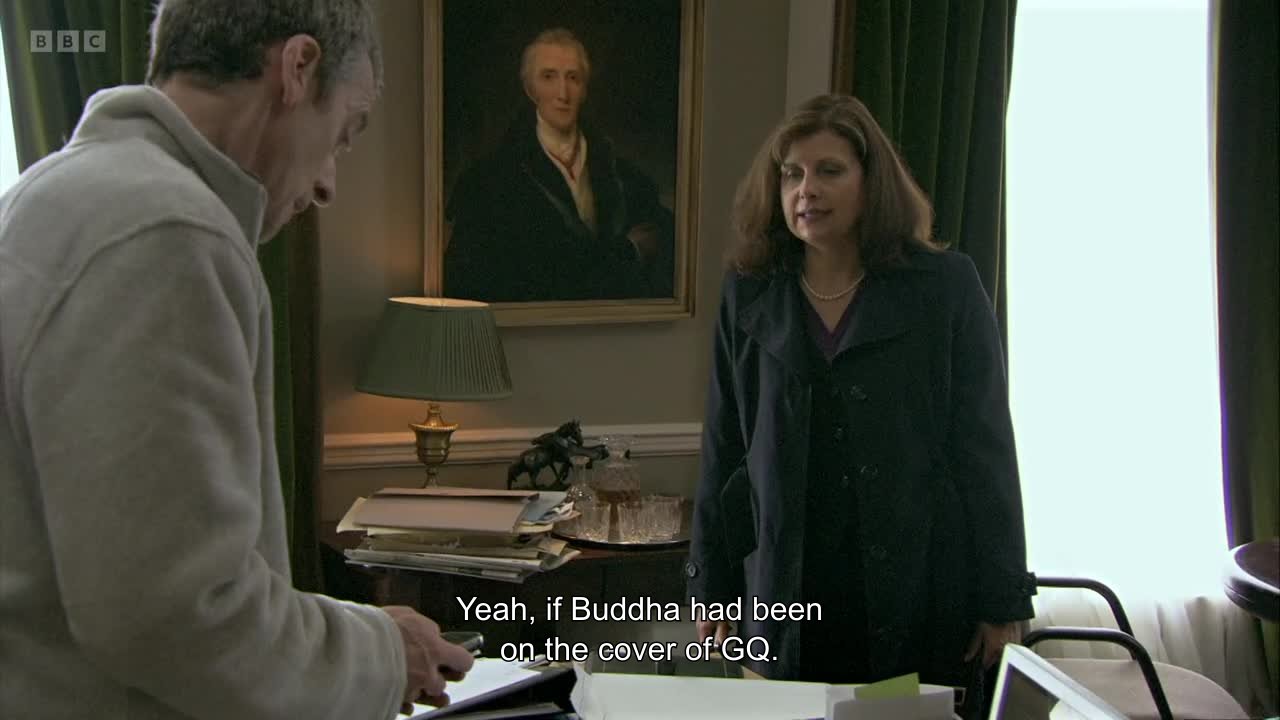 BBC
Yeah, if Buddha had been
on the cover of GQ.